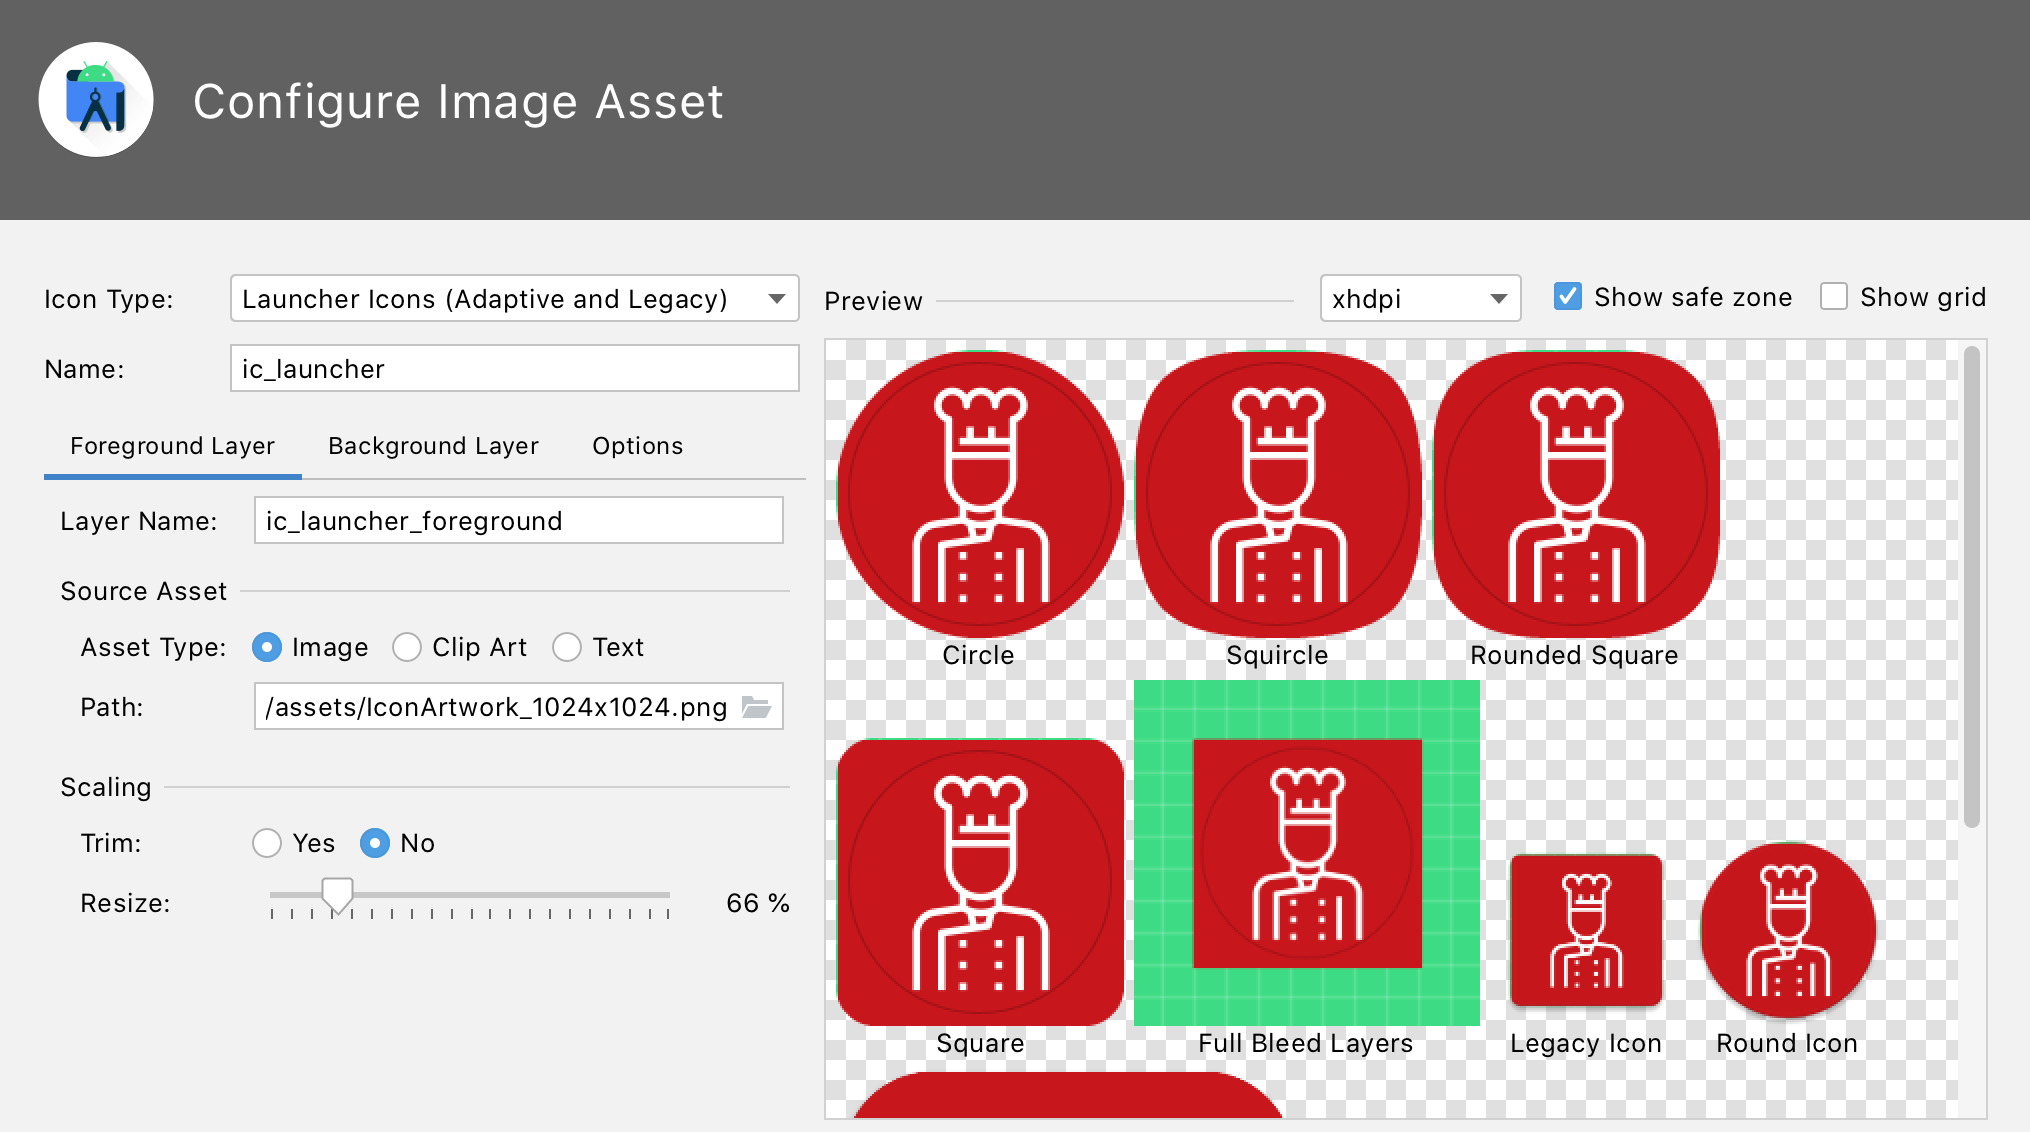 Configure Image Asset
Icon Type: Launcher Icons (Adaptive and Legacy)
Name: ic_launcher
Foreground Layer Background Layer Options
Layer Name: ic_launcher_foreground
Source Asset
Asset Type: Image Clip Art Text
Path: /assets/IconArtwork_1024x1024.png
Scaling
Trim: Yes No
Resize: 66 %
Preview xhdpi Show safe zone Show grid
Circle Squircle Rounded Square
Square Full Bleed Layers Legacy Icon Round Icon